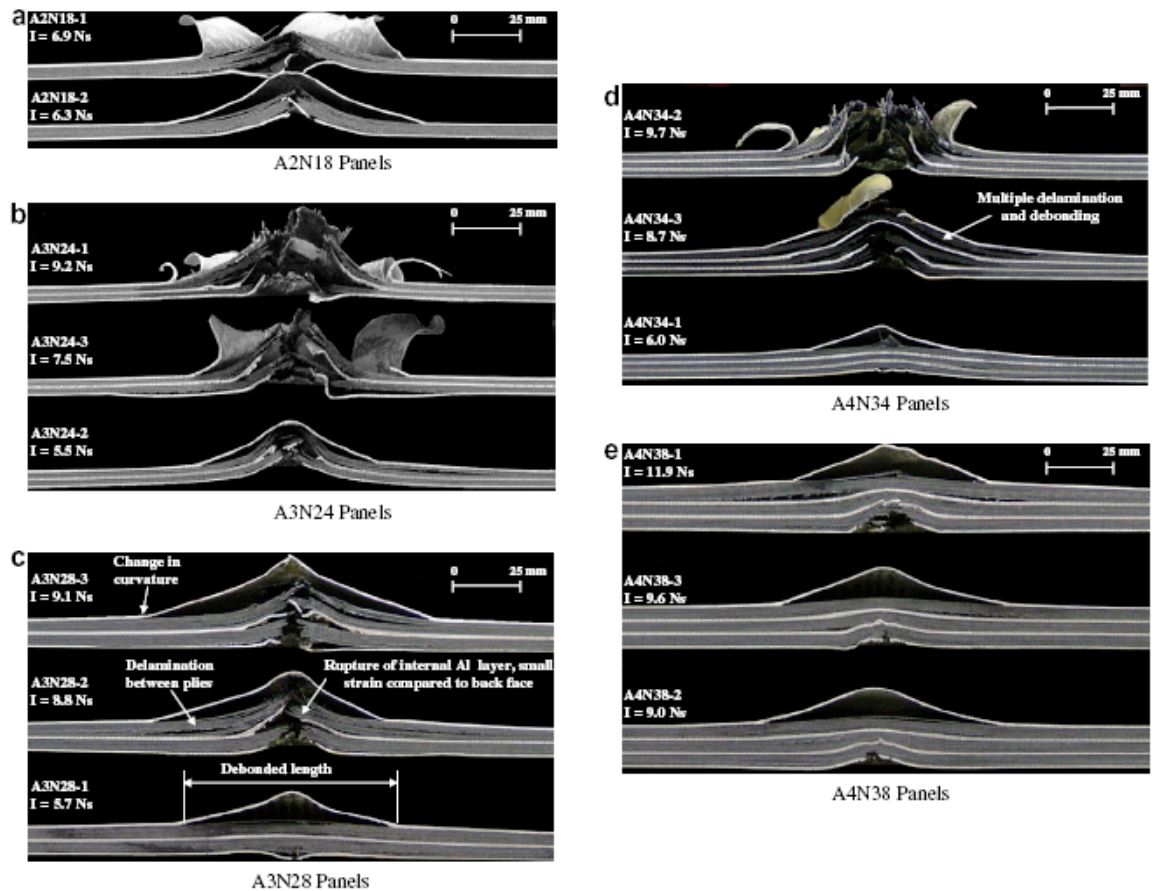 a
A2N18-1
I = 6.9 Ns
0 25 mm
A2N18-2
I = 6.3 Ns
A2N18 Panels
b
A3N24-1
I = 9.2 Ns
0 25 mm
A3N24-3
I = 7.5 Ns
A3N24-2
I = 5.5 Ns
A3N24 Panels
c
A3N28-3
I = 9.1 Ns
Change in
curvature
0 25 mm
A3N28-2
I = 8.8 Ns
Delamination
between plies
Rupture of internal Al layer, small
strain compared to back face
A3N28-1
I = 5.7 Ns
Debonded length
A3N28 Panels
d
A4N34-2
I = 9.7 Ns
0 25 mm
A4N34-3
I = 8.7 Ns
Multiple delamination
and debonding
A4N34-1
I = 6.0 Ns
A4N34 Panels
e
A4N38-1
I = 11.9 Ns
0 25 mm
A4N38-3
I = 9.6 Ns
A4N38-2
I = 9.0 Ns
A4N38 Panels